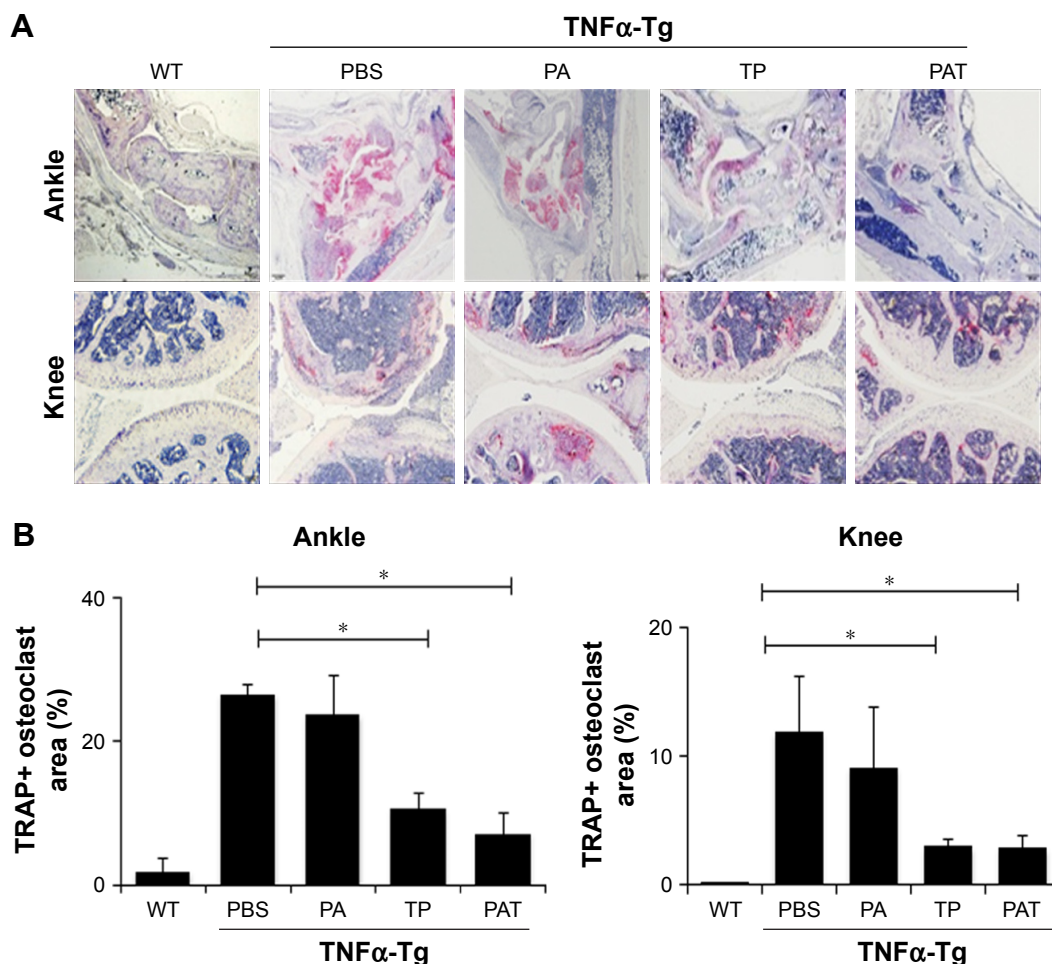 A
TNFα-Tg
WT PBS PA TP PAT
Ankle
Knee
B
Ankle
TRAP+ osteoclast
area (%)
40
20
0
*
*
WT PBS PA TP PAT
TNFα-Tg
Knee
TRAP+ osteoclast
area (%)
20
10
0
*
*
WT PBS PA TP PAT
TNFα-Tg